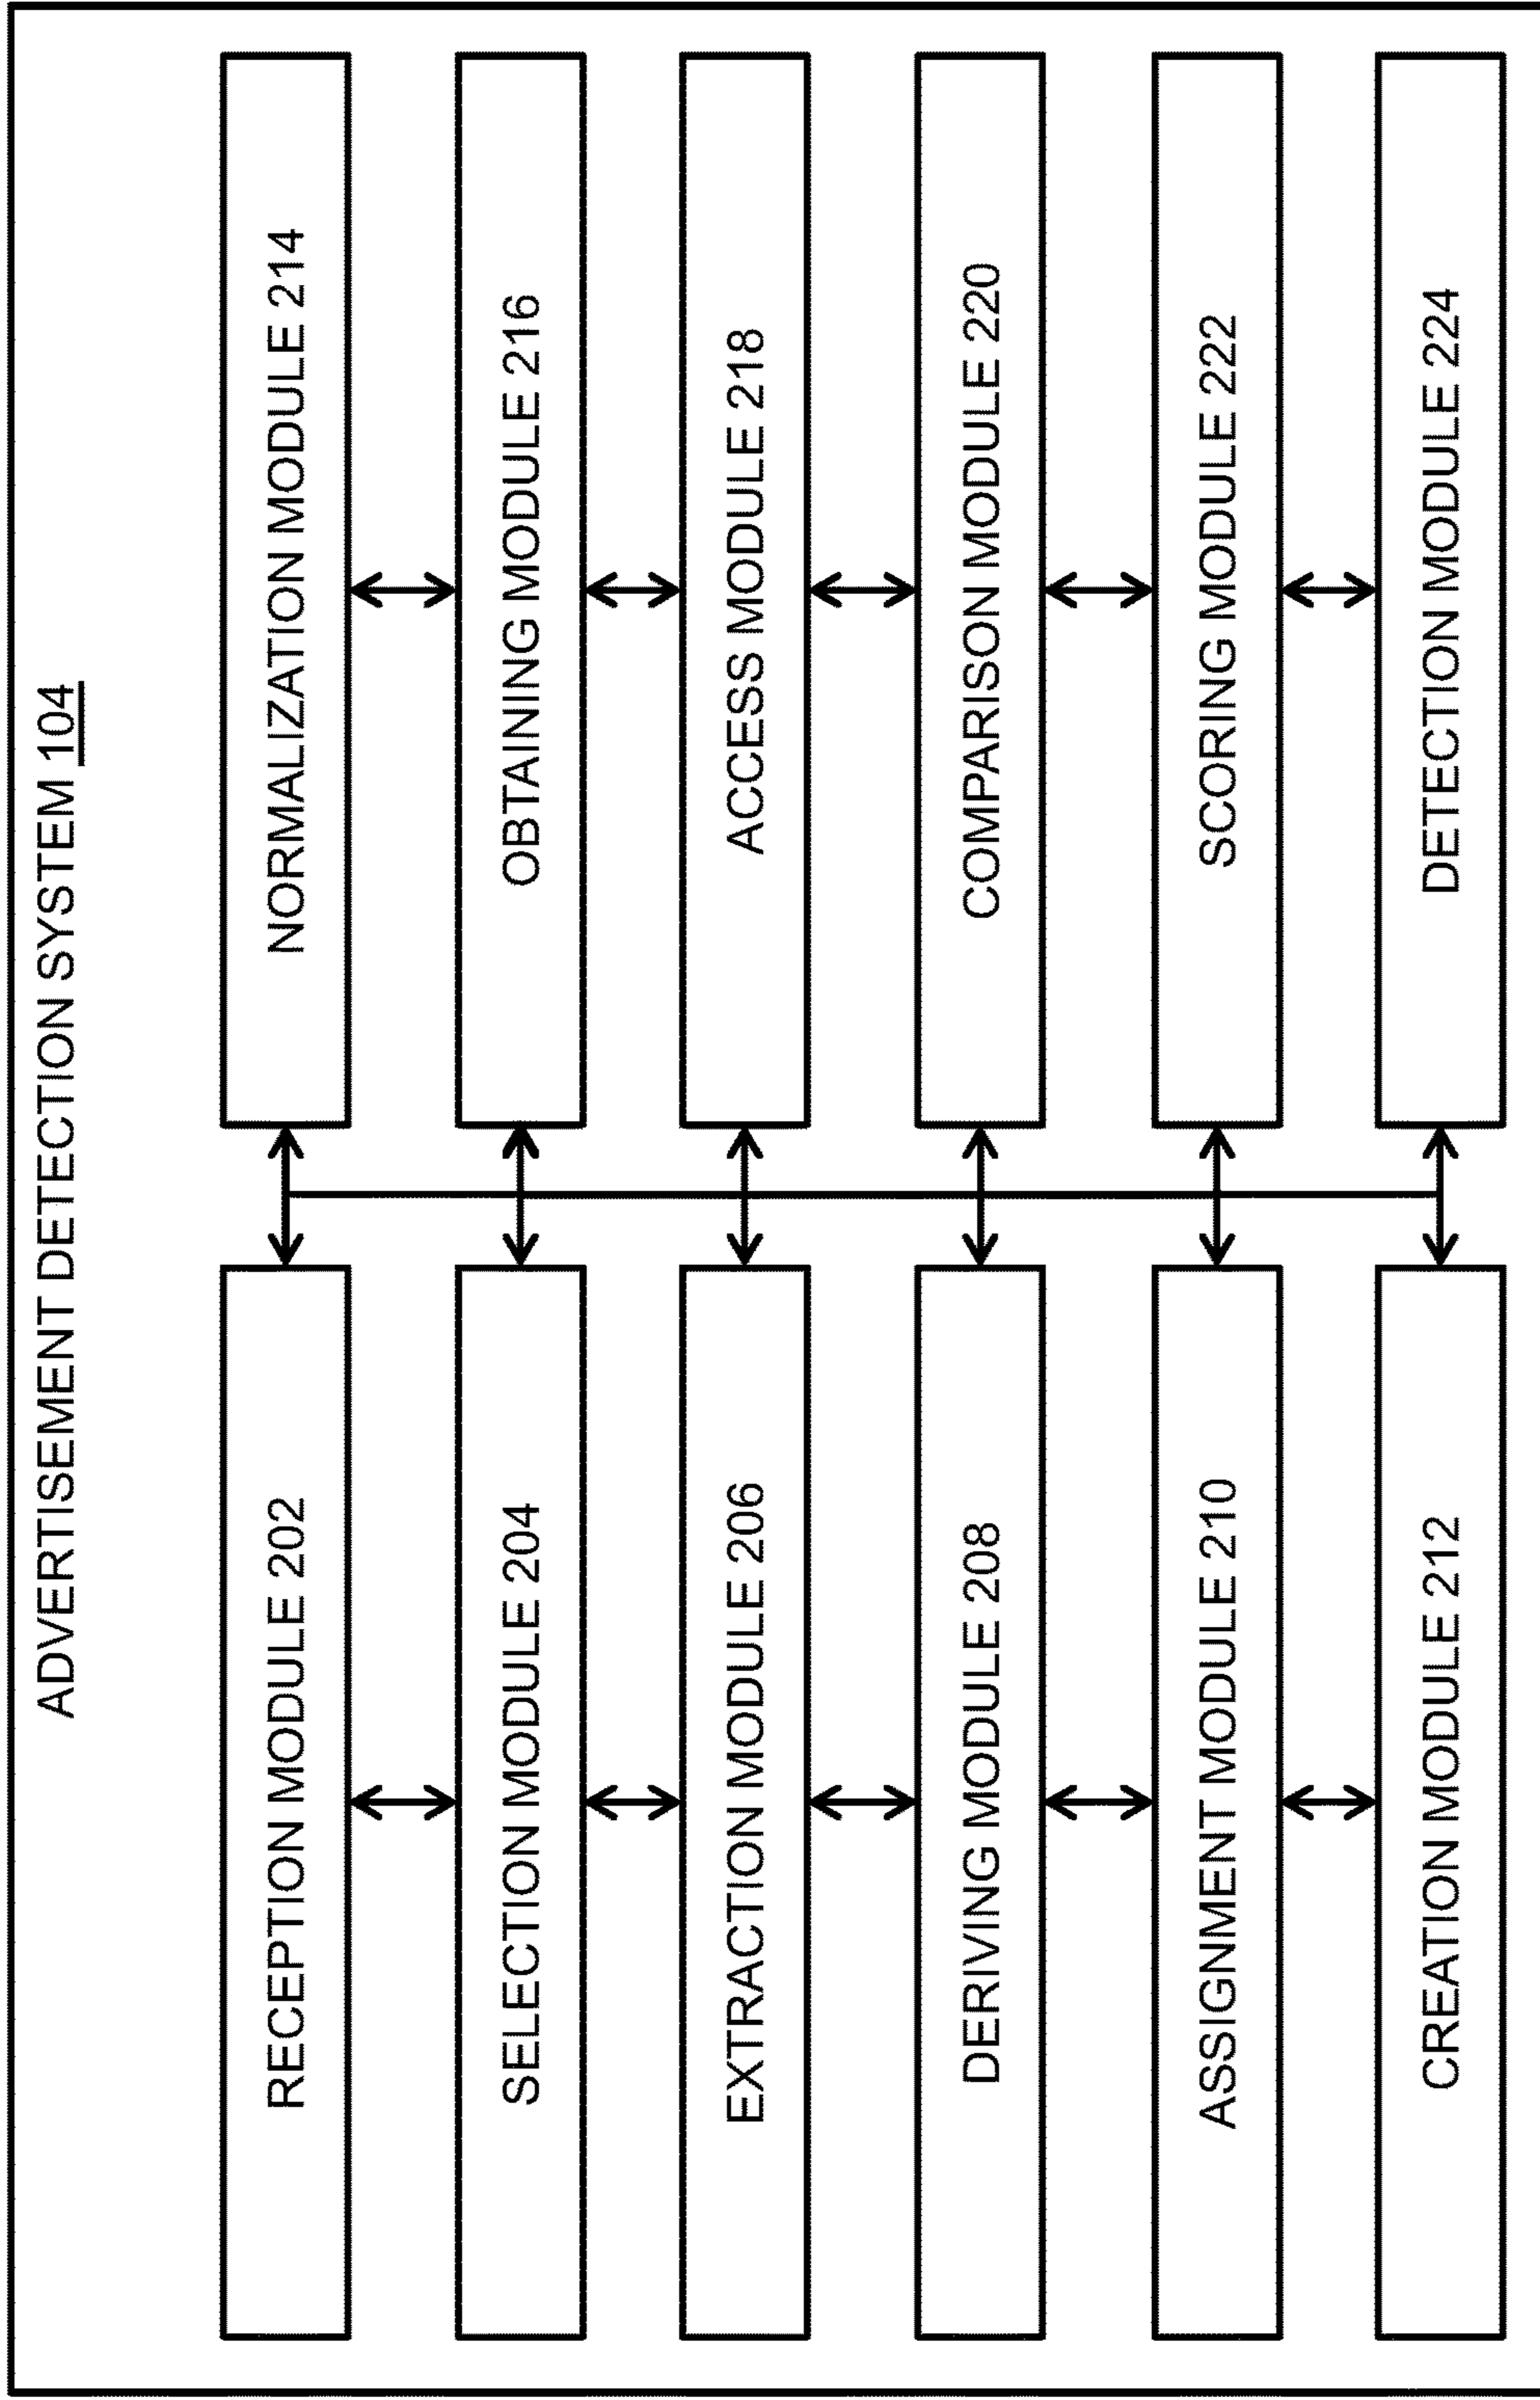 ADVERTISEMENT DETECTION SYSTEM 104
RECEPTION MODULE 202
SELECTION MODULE 204
EXTRACTION MODULE 206
DERIVING MODULE 208
ASSIGNMENT MODULE 210
CREATION MODULE 212
NORMALIZATION MODULE 214
OBTAINING MODULE 216
ACCESS MODULE 218
COMPARISON MODULE 220
SCORING MODULE 222
DETECTION MODULE 224